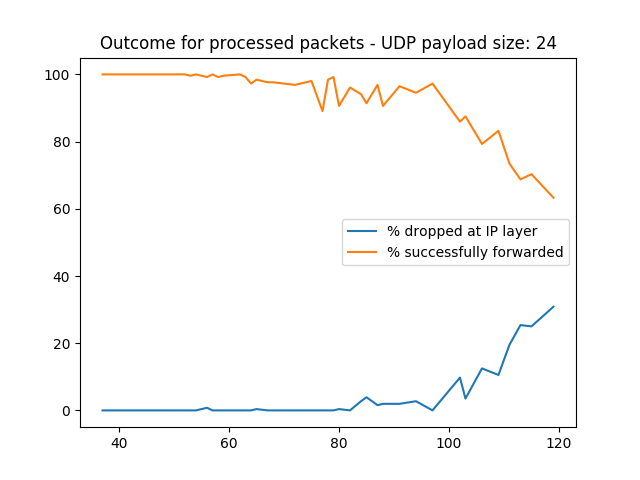 Outcome for processed packets - UDP payload size: 24
100
80
60
40
20
0
% dropped at IP layer
% successfully forwarded
40 60 80 100 120